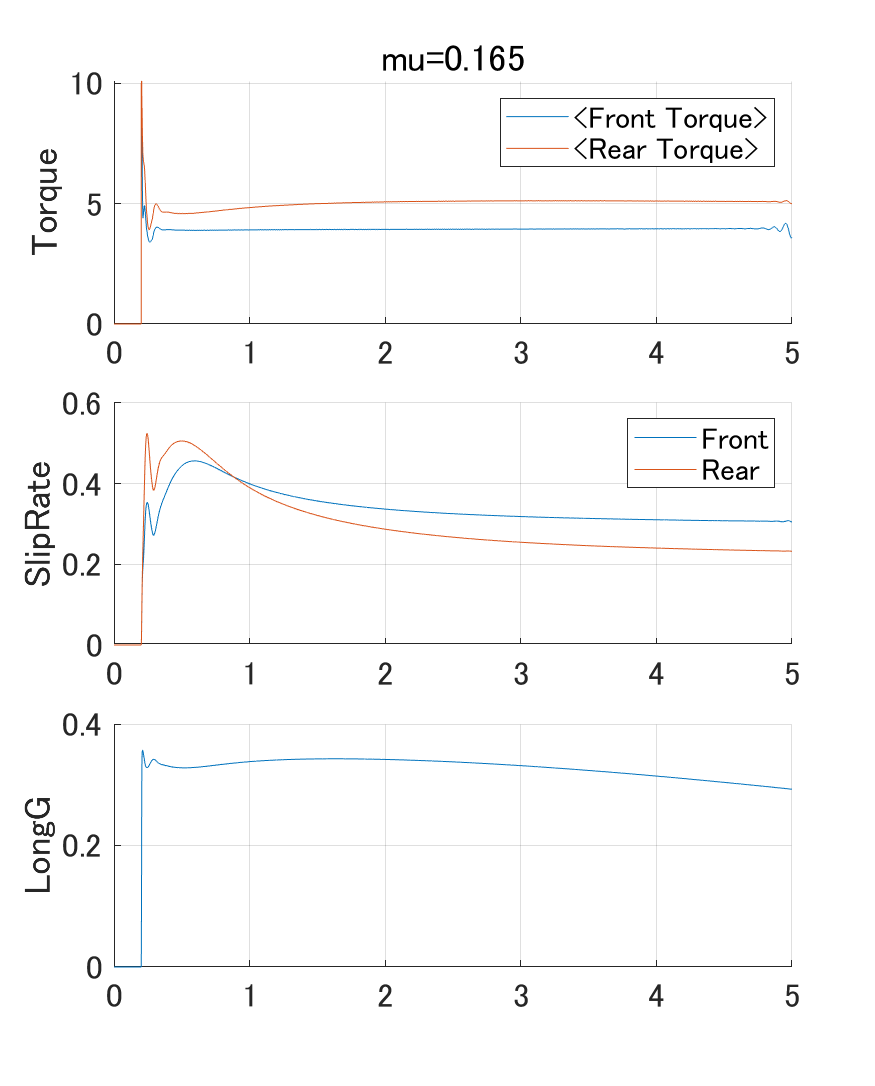 mu=0.165
Torque
10
5
0
<Front Torque>
<Rear Torque>
0 1 2 3 4 5
SlipRate
0.6
0.4
0.2
0
Front
Rear
0 1 2 3 4 5
LongG
0.4
0.2
0
0 1 2 3 4 5